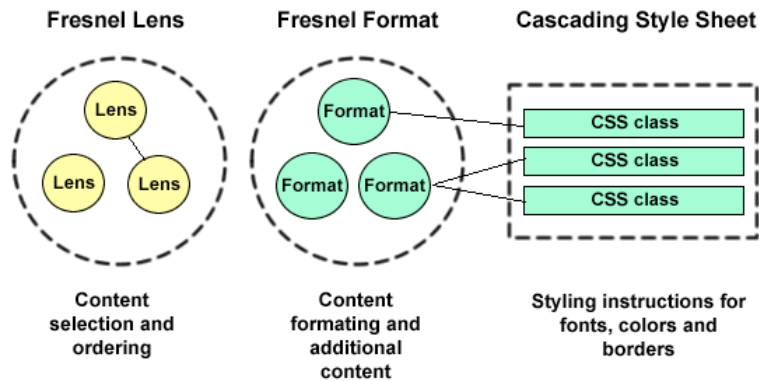 Fresnel Lens
Fresnel Format
Cascading Style Sheet
Lens
Lens
Lens
Format
Format
Format
CSS class
CSS class
CSS class
Content
selection and
ordering
Content
formating and
additional
content
Styling instructions for
fonts, colors and
borders